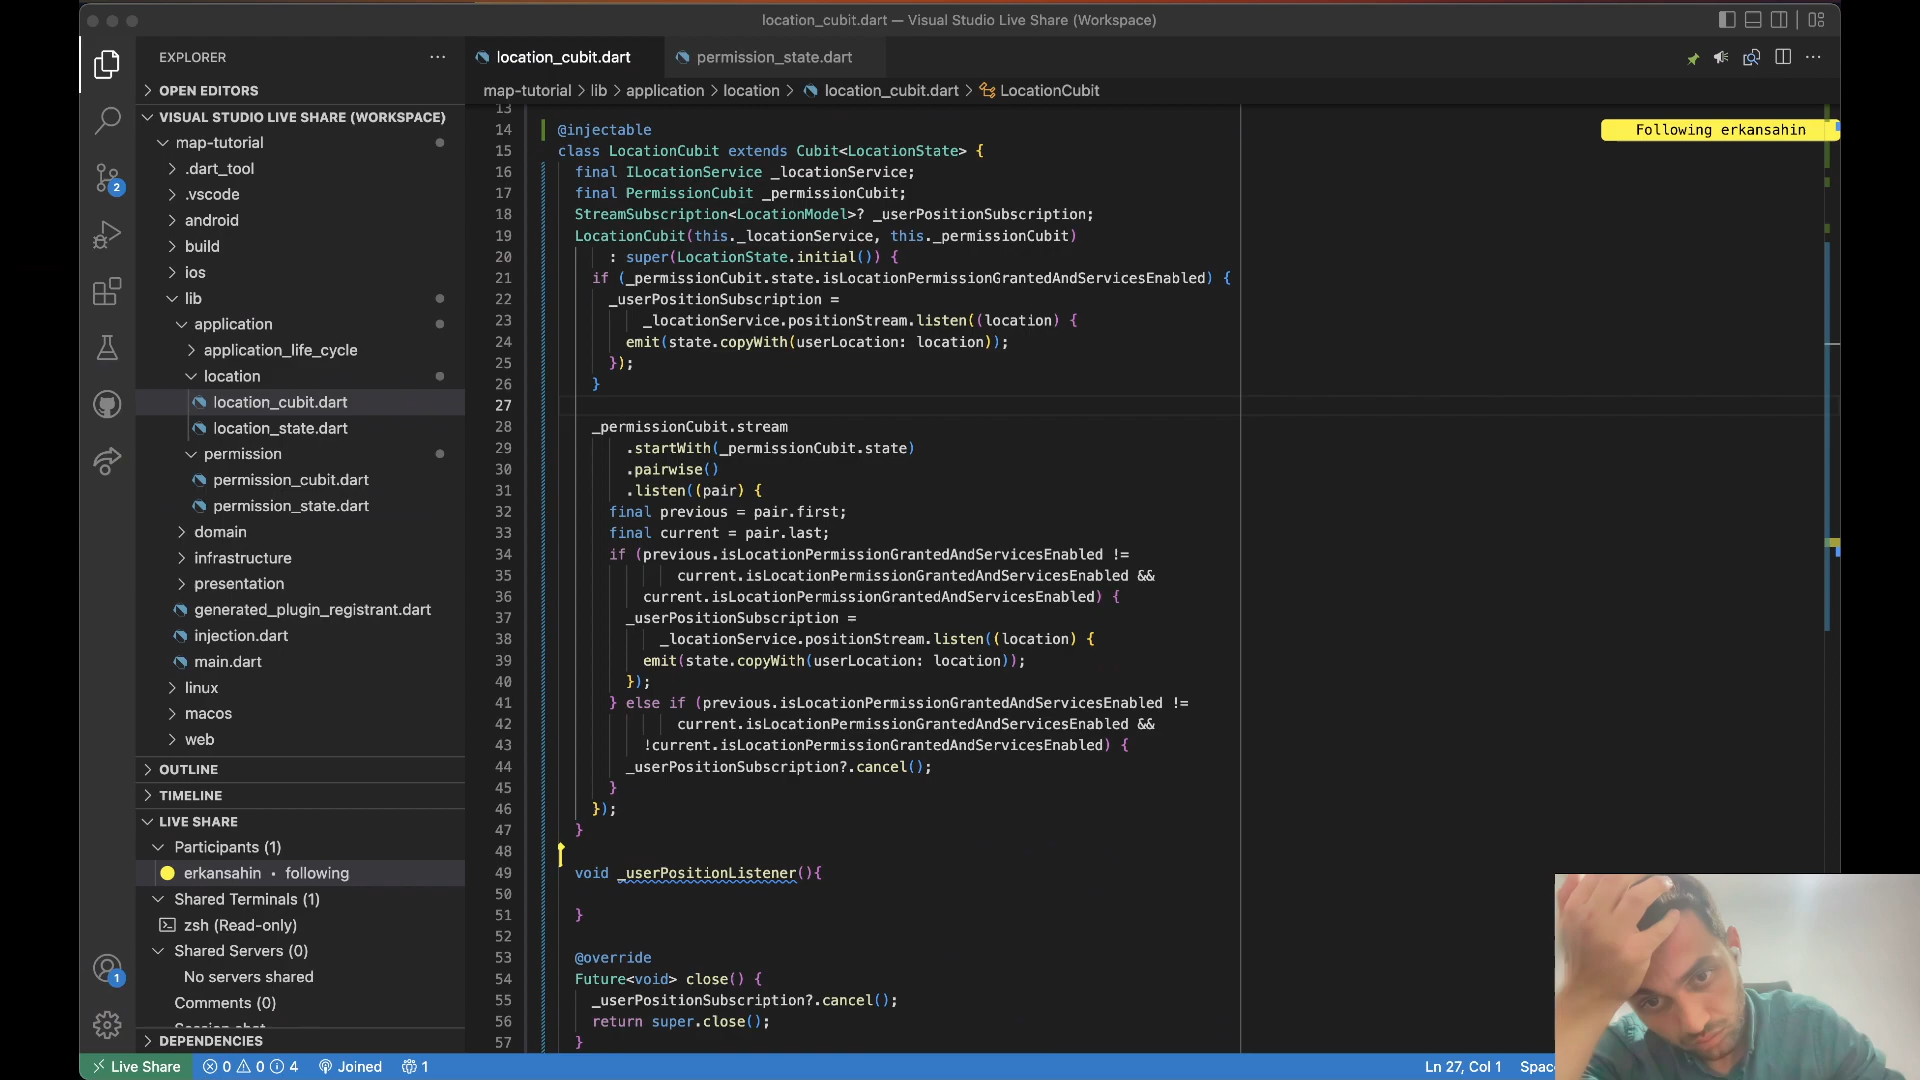 location_cubit.dart — Visual Studio Live Share (Workspace)
EXPLORER
OPEN EDITORS
VISUAL STUDIO LIVE SHARE (WORKSPACE)
map-tutorial
.dart_tool
.vscode
android
build
ios
lib
application
application_life_cycle
location
location_cubit.dart
location_state.dart
permission
permission_cubit.dart
permission_state.dart
domain
infrastructure
presentation
generated_plugin_registrant.dart
injection.dart
main.dart
linux
macos
web
OUTLINE
TIMELINE
LIVE SHARE
Participants (1)
erkansahin • following
Shared Terminals (1)
zsh (Read-only)
Shared Servers (0)
No servers shared
Comments (0)
DEPENDENCIES
2
1
location_cubit.dart
permission_state.dart
map-tutorial > lib > application > location > location_cubit.dart > LocationCubit
Following erkansahin
13
14 @injectable
15 class LocationCubit extends Cubit<LocationState> {
16 final ILocationService _locationService;
17 final PermissionCubit _permissionCubit;
18 StreamSubscription<LocationModel>? _userPositionSubscription;
19 LocationCubit(this._locationService, this._permissionCubit)
20 : super(LocationState.initial()) {
21 if (_permissionCubit.state.isLocationPermissionGrantedAndServicesEnabled) {
22 _userPositionSubscription =
23 _locationService.positionStream.listen((location) {
24 emit(state.copyWith(userLocation: location));
25 });
26 }
27
28 _permissionCubit.stream
29 .startWith(_permissionCubit.state)
30 .pairwise()
31 .listen((pair) {
32 final previous = pair.first;
33 final current = pair.last;
34 if (previous.isLocationPermissionGrantedAndServicesEnabled !=
35 current.isLocationPermissionGrantedAndServicesEnabled &&
36 current.isLocationPermissionGrantedAndServicesEnabled) {
37 _userPositionSubscription =
38 _locationService.positionStream.listen((location) {
39 emit(state.copyWith(userLocation: location));
40 });
41 } else if (previous.isLocationPermissionGrantedAndServicesEnabled !=
42 current.isLocationPermissionGrantedAndServicesEnabled &&
43 !current.isLocationPermissionGrantedAndServicesEnabled) {
44 _userPositionSubscription?.cancel();
45 }
46 });
47 }
48
49 void _userPositionListener(){
50
51 }
52
53 @override
54 Future<void> close() {
55 _userPositionSubscription?.cancel();
56 return super.close();
57 }
Live Share 0 0 4 Joined 1
Ln 27, Col 1